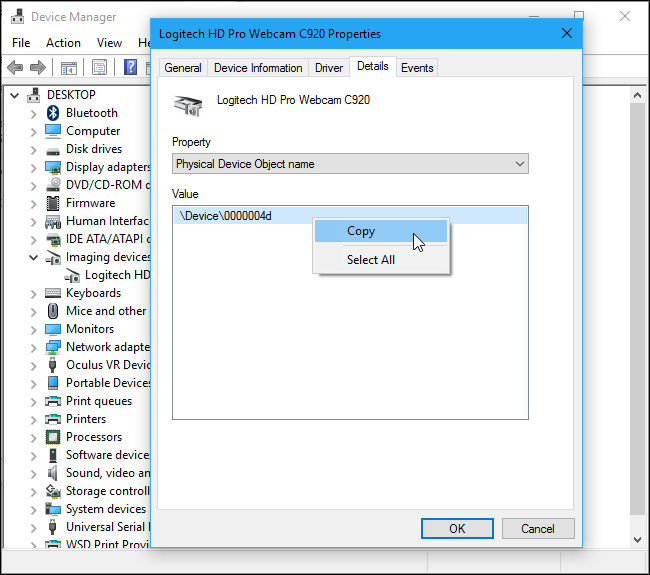 Device Manager
File Action View
DESKTOP
Bluetooth
Computer
Disk drives
Display adapters
DVD/CD-ROM
Firmware
Human Interfac
IDE ATA/ATAPI
Imaging devices
Logitech HD
Keyboards
Mice and other
Monitors
Network adapte
Oculus VR Devic
Portable Devices
Print queues
Printers
Processors
Software device
Sound, video an
Storage controll
System devices
Universal Serial
WSD Print Provi
Logitech HD Pro Webcam C920 Properties
General Device Information Driver Details Events
Logitech HD Pro Webcam C920
Property
Physical Device Object name
Value
\Device\0000004d
Copy
Select All
OK Cancel